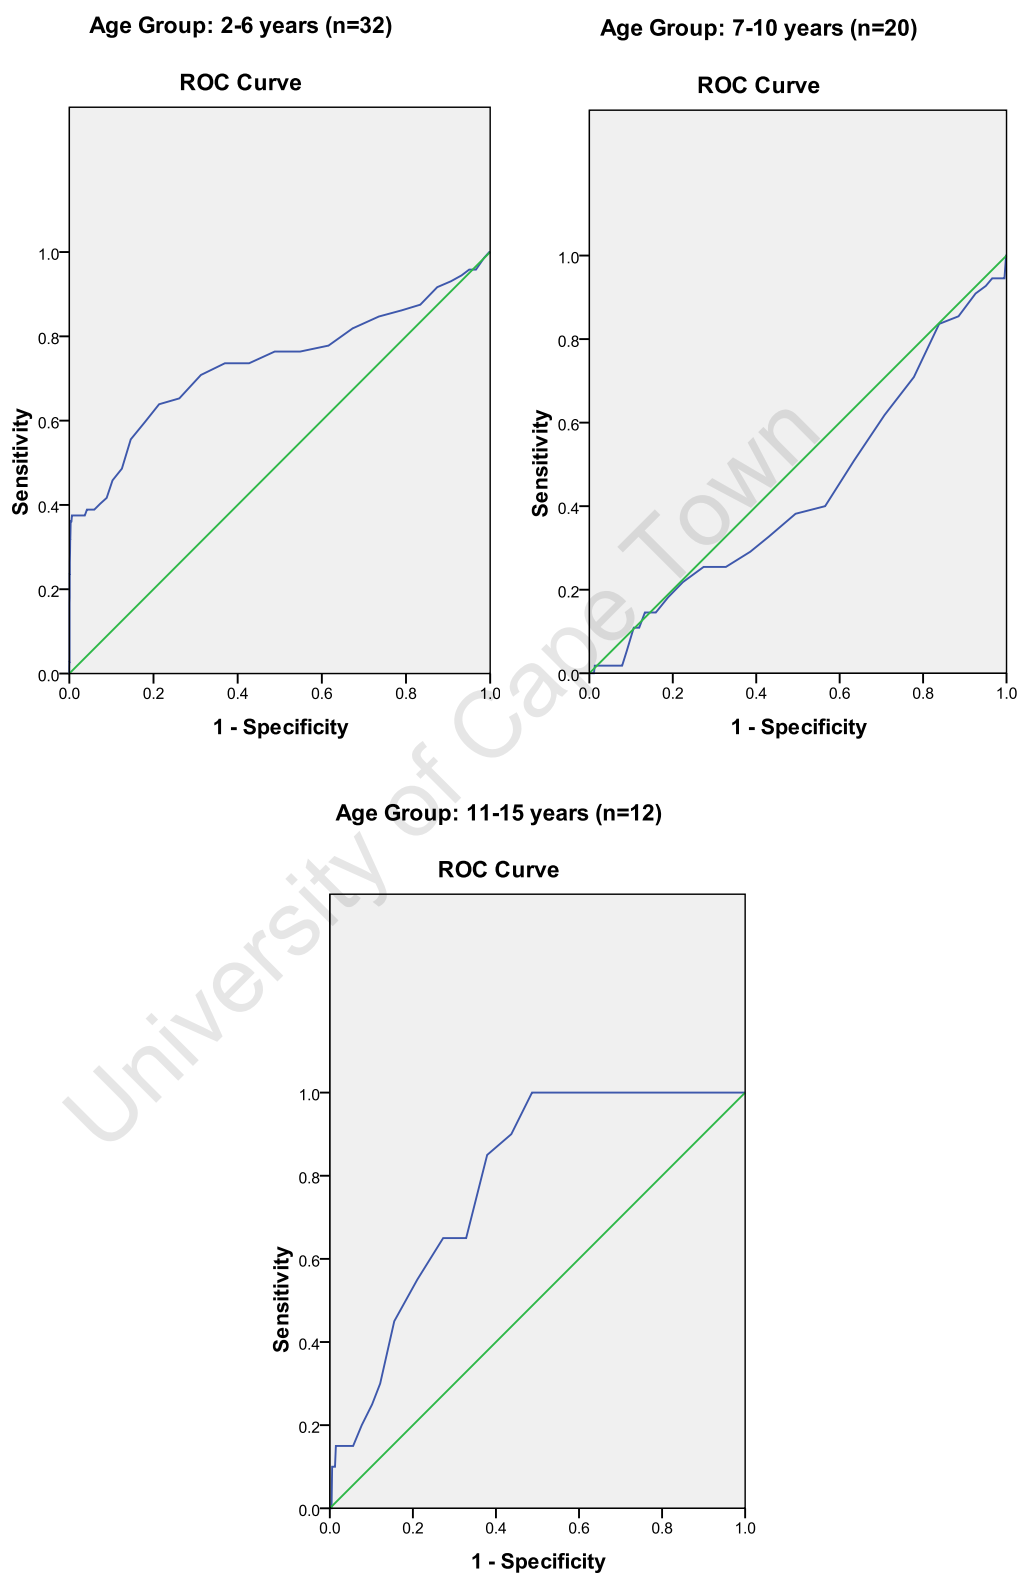 Age Group: 2-6 years (n=32)
ROC Curve
Sensitivity
1.0
0.8
0.6
0.4
0.2
0.0
0.0 0.2 0.4 0.6 0.8 1.0
1 - Specificity
Age Group: 7-10 years (n=20)
ROC Curve
Sensitivity
1.0
0.8
0.6
0.4
0.2
0.0
0.0 0.2 0.4 0.6 0.8 1.0
1 - Specificity
Age Group: 11-15 years (n=12)
ROC Curve
Sensitivity
1.0
0.8
0.6
0.4
0.2
0.0
0.0 0.2 0.4 0.6 0.8 1.0
1 - Specificity
University of Cape Town